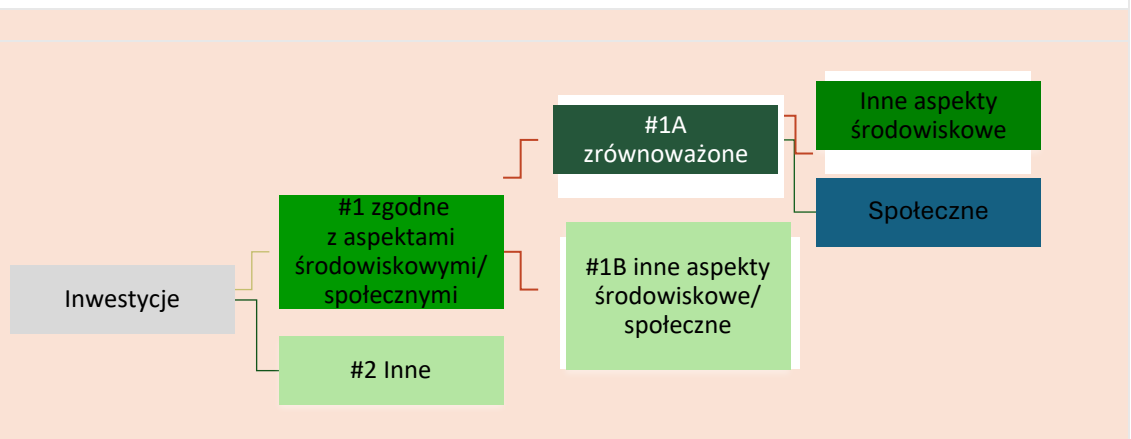 Inwestycje
#1 zgodne
z aspektami
środowiskowymi/
społecznymi
#2 Inne
#1A
zrównoważone
#1B inne aspekty
środowiskowe/
społeczne
Inne aspekty
środowiskowe
Społeczne